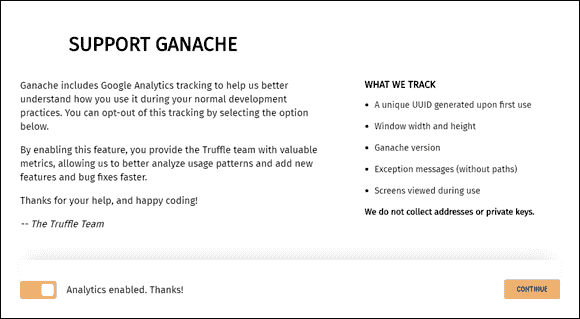 SUPPORT GANACHE
Ganache includes Google Analytics tracking to help us better
understand how you use it during your normal development
practices. You can opt-out of this tracking by selecting the option
below.
By enabling this feature, you provide the Truffle team with valuable
metrics, allowing us to better analyze usage patterns and add new
features and bug fixes faster.
Thanks for your help, and happy coding!
-- The Truffle Team
WHAT WE TRACK
• A unique UUID generated upon first use
• Window width and height
• Ganache version
• Exception messages (without paths)
• Screens viewed during use
We do not collect addresses or private keys.
Analytics enabled. Thanks!
CONTINUE